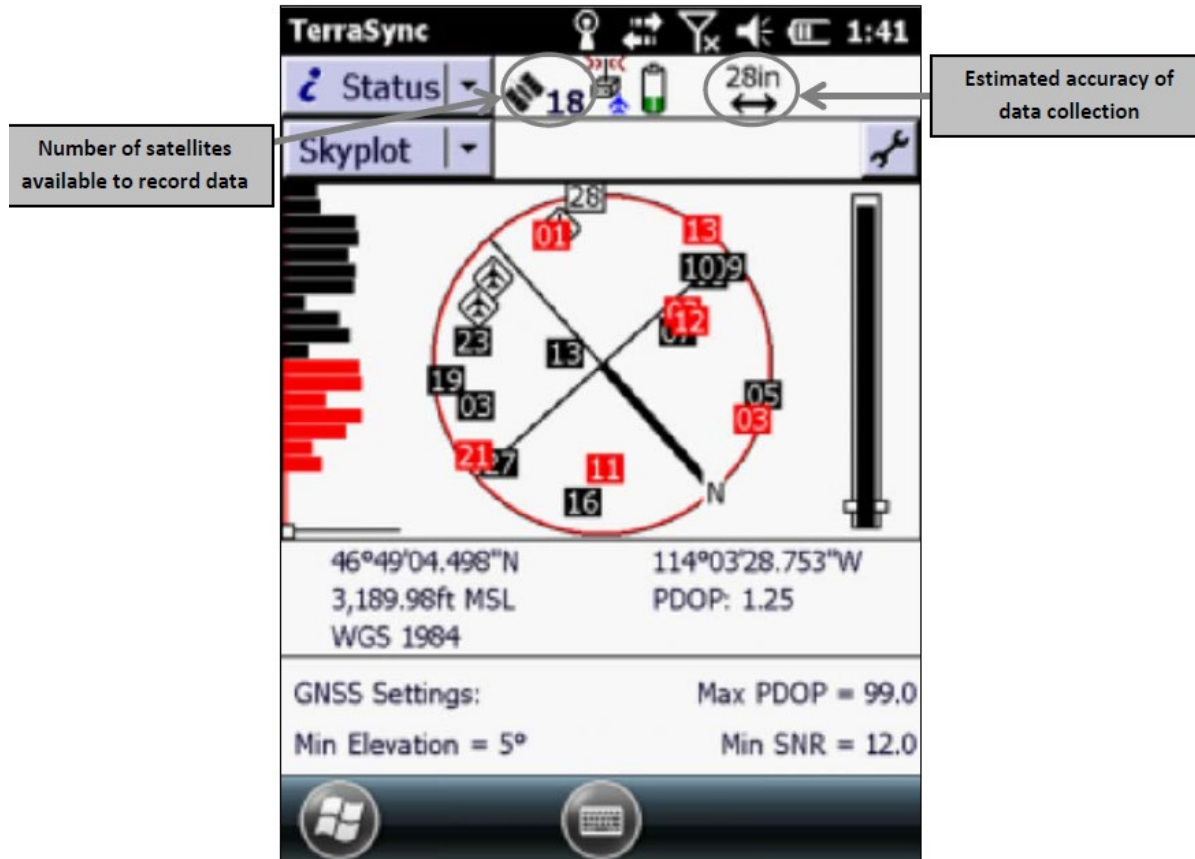 TerraSync
1:41
Status
18
28in
Estimated accuracy of
data collection
Number of satellites
available to record data
Skyplot
28
01
13
10
09
12
07
23
13
19
03
05
03
21
27
11
16
N
46°49'04.498"N
114°03'28.753"W
3,189.98ft MSL
PDOP: 1.25
WGS 1984
GNSS Settings:
Max PDOP = 99.0
Min Elevation = 5°
Min SNR = 12.0